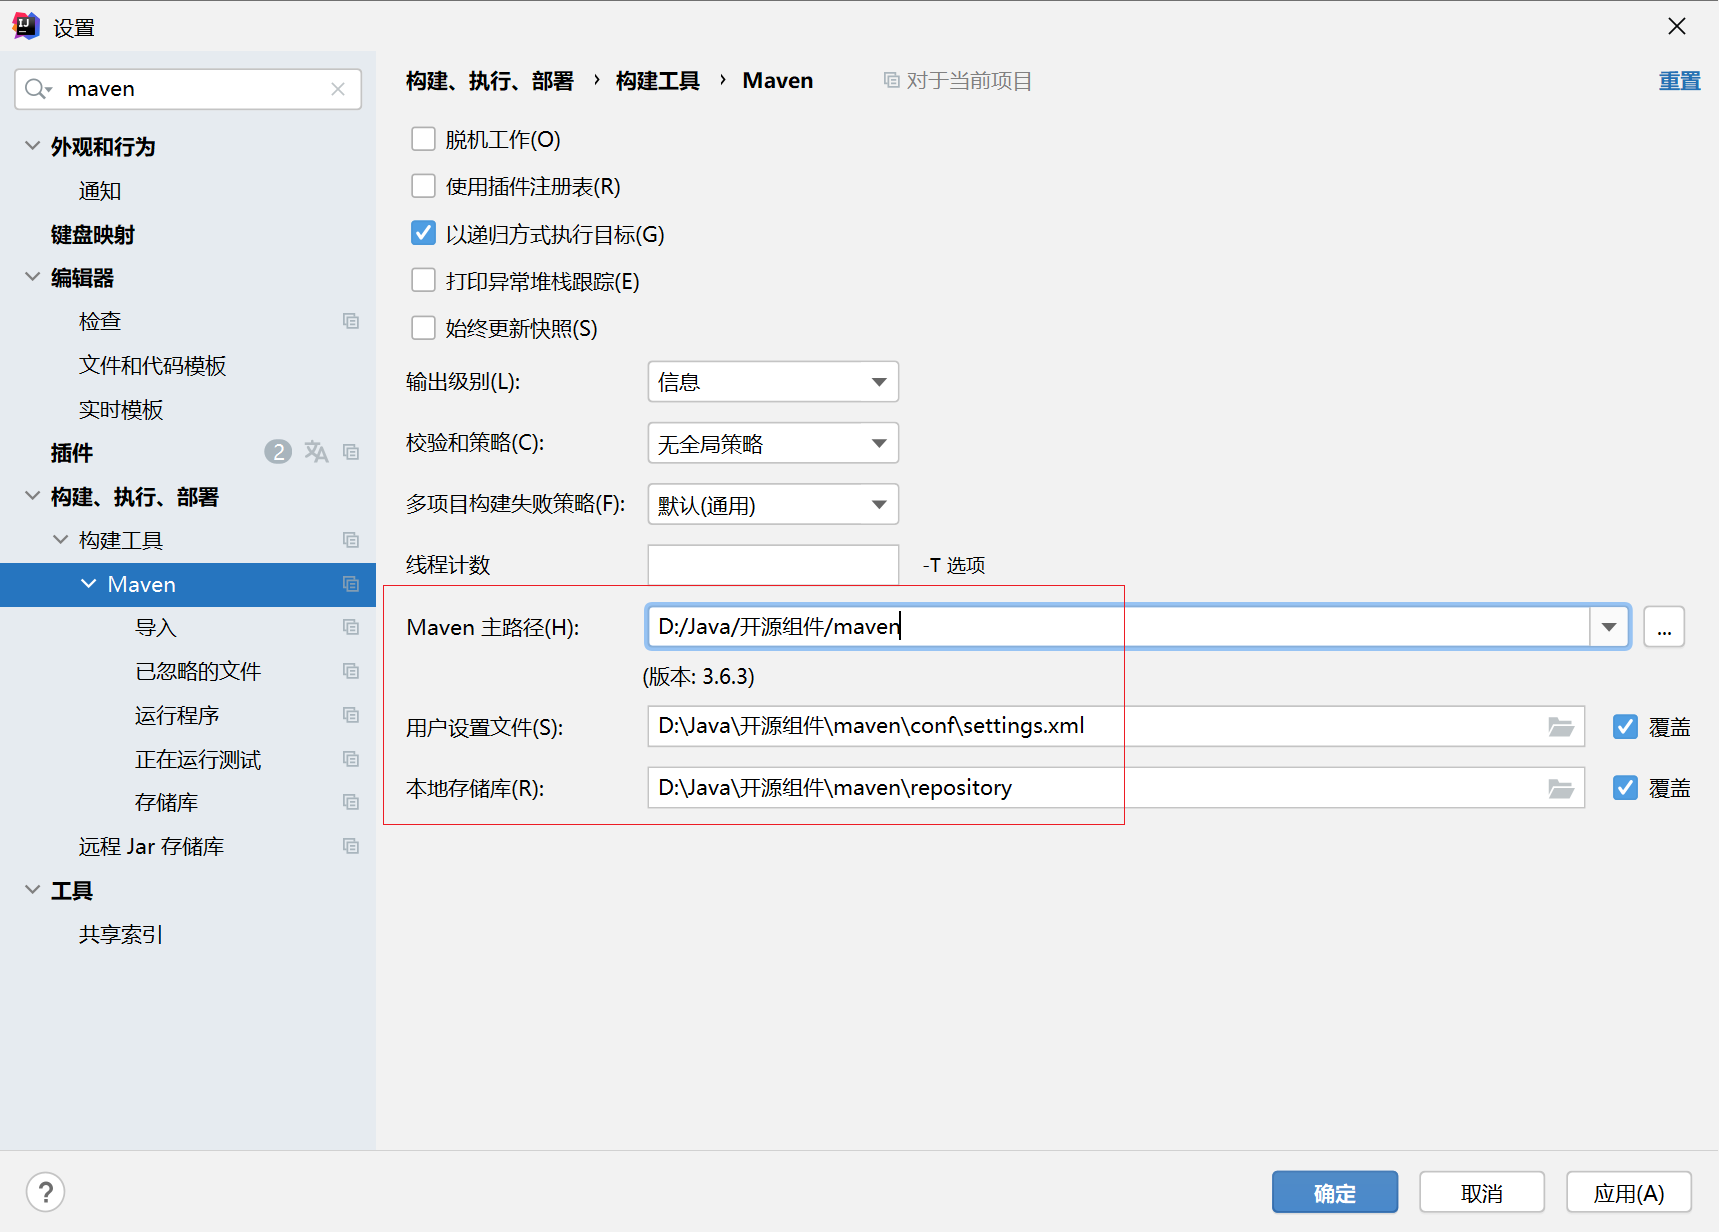 设置
maven
外观和行为
通知
键盘映射
编辑器
检查
文件和代码模板
实时模板
插件 2
构建、执行、部署
构建工具
Maven
导入
已忽略的文件
运行程序
正在运行测试
存储库
远程 Jar 存储库
工具
共享索引
构建、执行、部署 › 构建工具 › Maven 对于当前项目 重置
脱机工作(O)
使用插件注册表(R)
以递归方式执行目标(G)
打印异常堆栈跟踪(E)
始终更新快照(S)
输出级别(L): 信息
校验和策略(C): 无全局策略
多项目构建失败策略(F): 默认(通用)
线程计数 -T 选项
Maven 主路径(H): D:/Java/开源组件/maven ...
(版本: 3.6.3)
用户设置文件(S): D:\Java\开源组件\maven\conf\settings.xml 覆盖
本地存储库(R): D:\Java\开源组件\maven\repository 覆盖
? 确定 取消 应用(A)